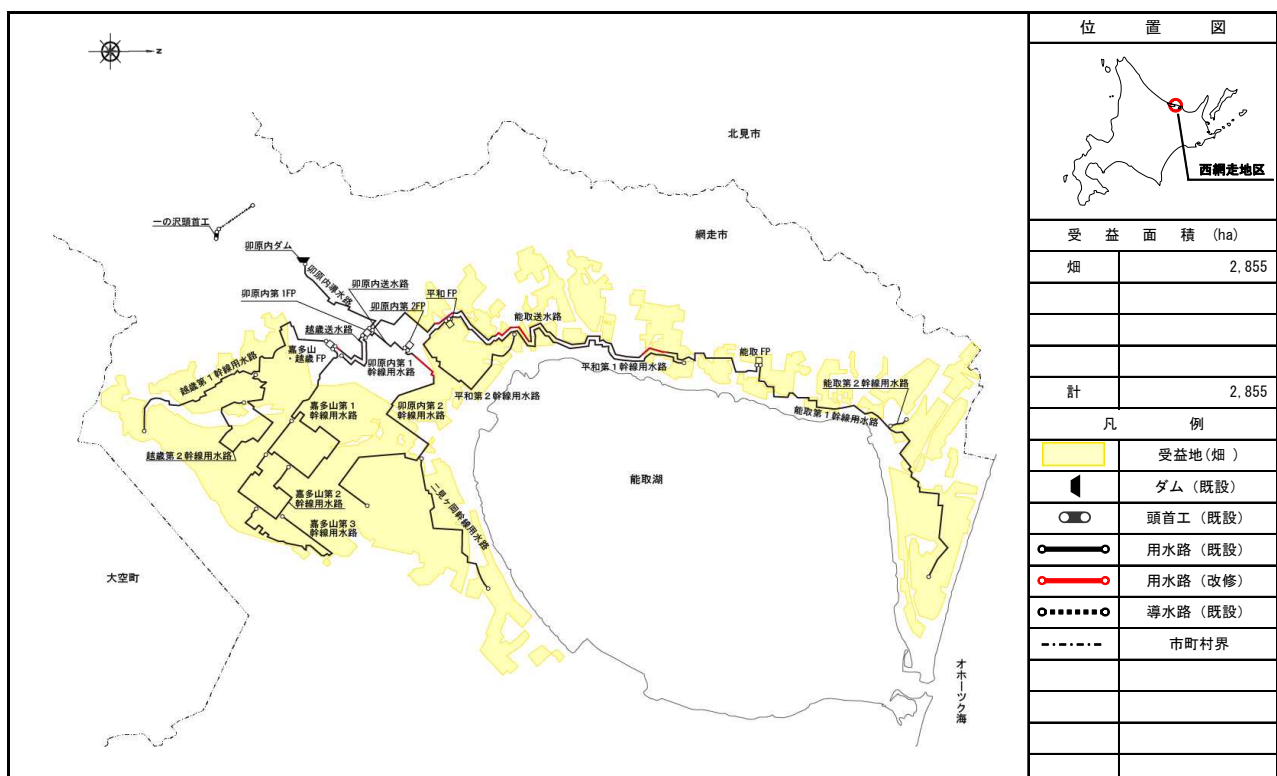 N
北見市
一の沢頭首工
網走市
卯原内ダム
卯原内導水路
卯原内送水路
卯原内第1FP
卯原内第2FP
平和FP
越歳送水路
能取送水路
嘉多山
・越歳FP
卯原内第1
幹線用水路
平和第1幹線用水路
能取FP
越歳第1幹線用水路
能取第2幹線用水路
平和第2幹線用水路
嘉多山第1
幹線用水路
卯原内第2
幹線用水路
能取第1幹線用水路
越歳第2幹線用水路
嘉多山第2
幹線用水路
二見ヶ岡幹線用水路
能取湖
嘉多山第3
幹線用水路
大空町
オホーツク海
位置図
西網走地区
受益面積 (ha)
畑 2,855
計 2,855
凡例
受益地(畑 )
ダム (既設)
頭首工 (既設)
用水路 (既設)
用水路 (改修)
導水路 (既設)
市町村界